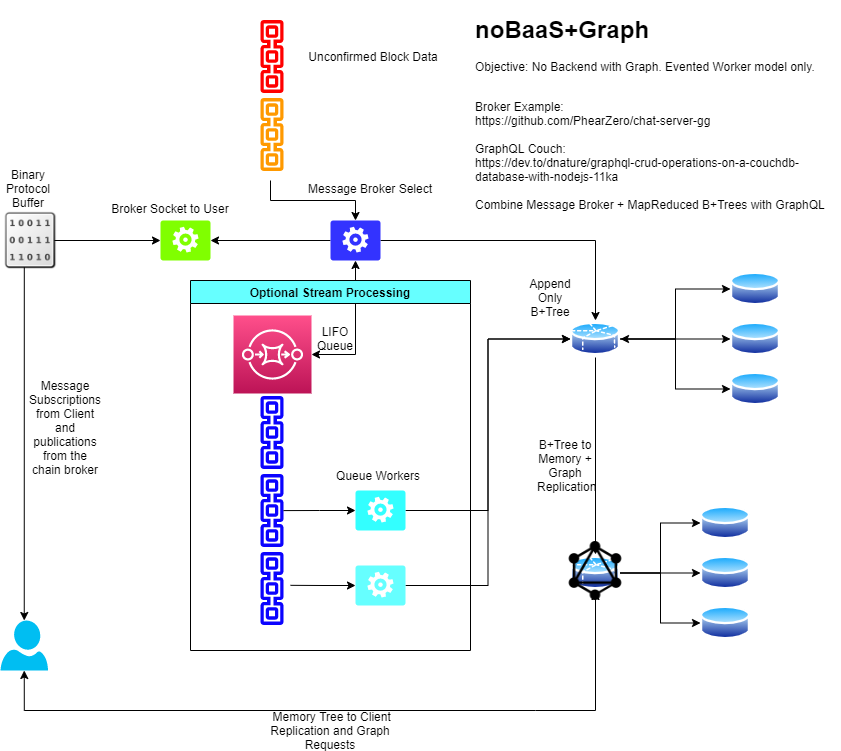 noBaaS+Graph
Objective: No Backend with Graph. Evented Worker model only.
Broker Example:
https://github.com/PhearZero/chat-server-gg
GraphQL Couch:
https://dev.to/dnature/graphql-crud-operations-on-a-couchdb-
database-with-nodejs-11ka
Combine Message Broker + MapReduced B+Trees with GraphQL
Unconfirmed Block Data
Binary
Protocol
Buffer
10011
00111
11010
Broker Socket to User
Message Broker Select
Optional Stream Processing
LIFO
Queue
Append
Only
B+Tree
Message
Subscriptions
from Client
and
publications
from the
chain broker
Queue Workers
B+Tree to
Memory +
Graph
Replication
Memory Tree to Client
Replication and Graph
Requests